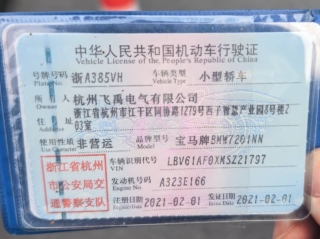 中华人民共和国机动车行驶证
Vehicle License of the People's Republic of China
号牌号码 浙A385VH 车辆类型 小型轿车
Plate No. Vehicle Type
所有人 杭州飞禹电气有限公司
Owner
住址 浙江省杭州市江干区同协路1279号西子智慧产业园8号楼2
Address 03室
使用性质 非营运 品牌型号 宝马牌BMW7201NN
Use Character Model
浙江省杭州市公安局交通警察支队
车辆识别代号 LBV61AF0XMSZ21797
VIN
发动机号码 A323E166
Engine No.
注册日期 2021-02-01 发证日期 2021-02-01
Register Date Issue Date